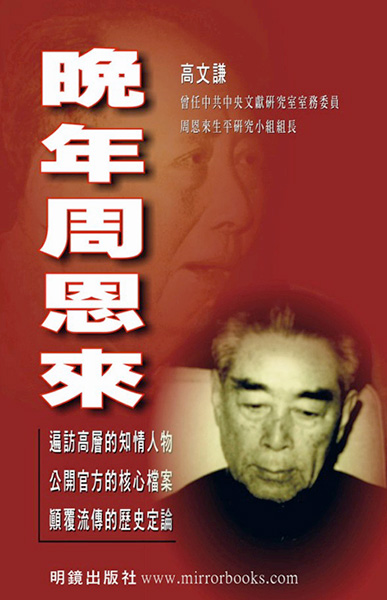 晚年周恩來
高文謙
曾任中共中央文獻研究室室務委員
周恩來生平研究小組組長
遍訪高層的知情人物
公開官方的核心檔案
顛覆流傳的歷史定論
明鏡出版社 www.mirrorbooks.com